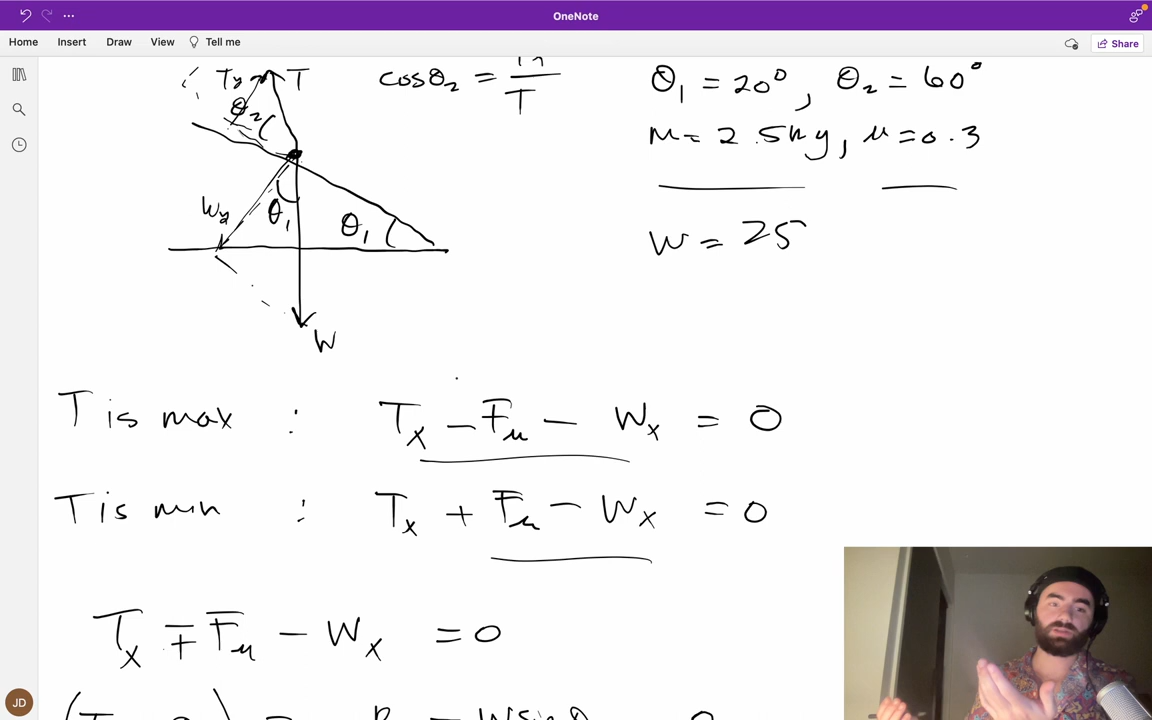 OneNote
Home Insert Draw View Tell me Share
Ty T cosθ₂ = T
θ₂
θ₁ = 20°, θ₂ = 60°
m = 2.5kg, μ = 0.3
Wx θ₁ θ₁
W = 25
W
T is max : Tx − Fμ − Wx = 0
T is min : Tx + Fμ − Wx = 0
Tx ∓ Fμ − Wx = 0
JD